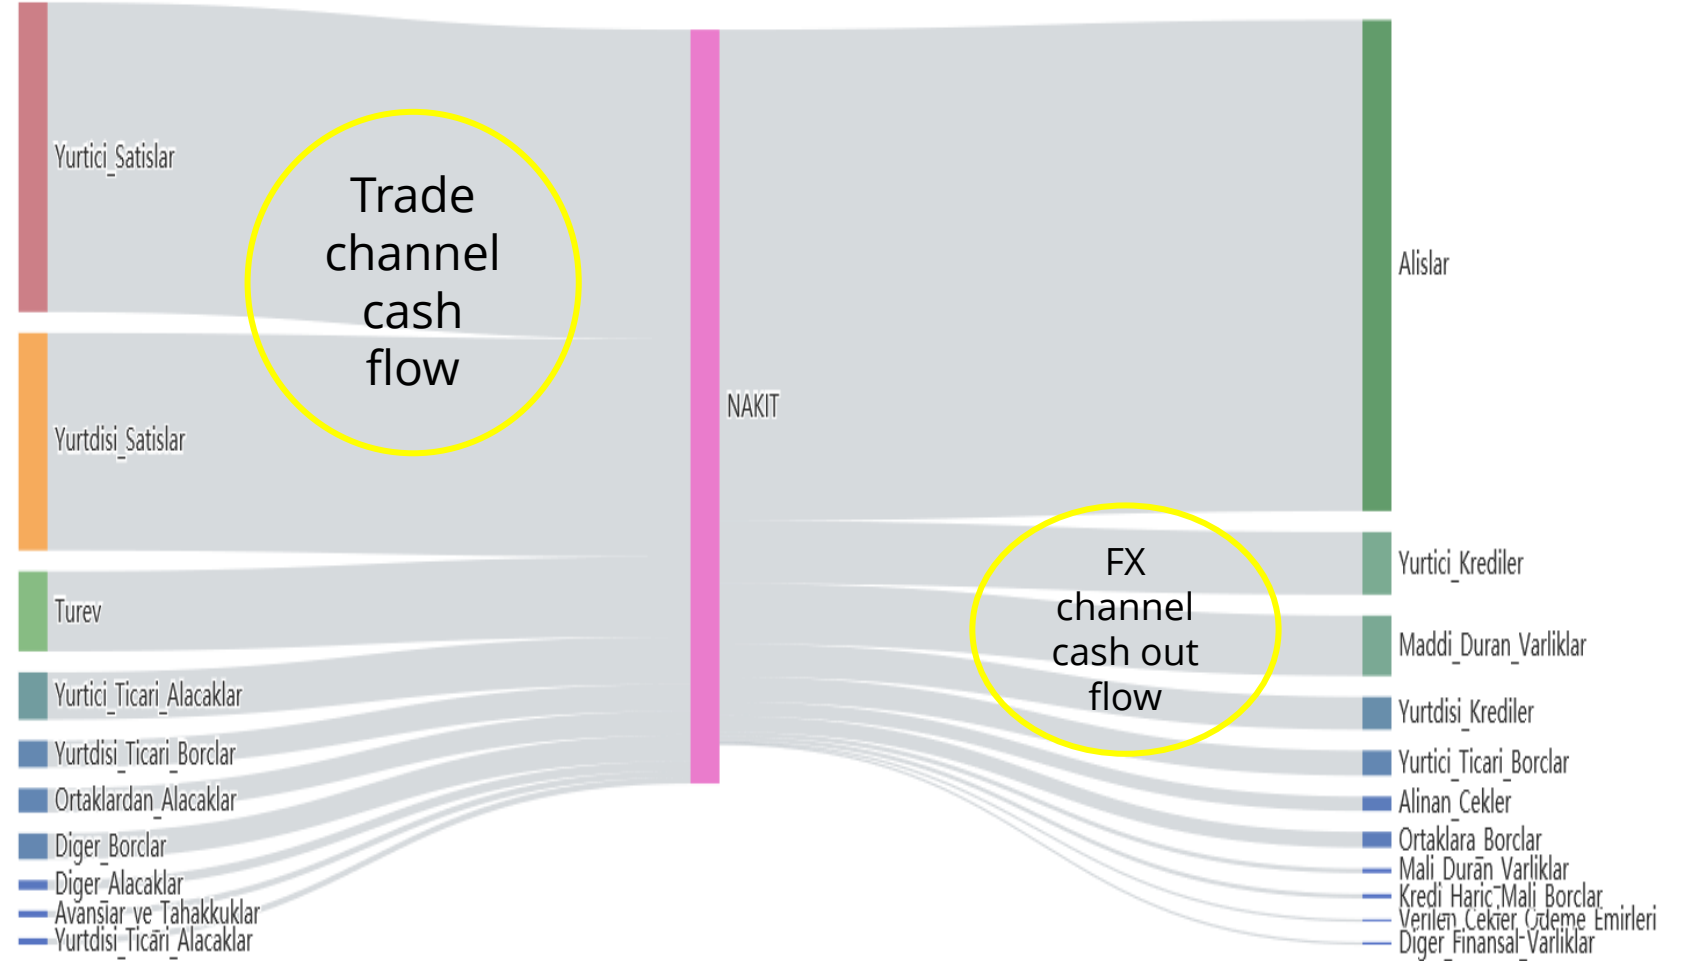 Yurtici_Satislar
Trade
channel
cash
flow
Yurtdisi_Satislar
Turev
Yurtici_Ticari_Alacaklar
Yurtdisi_Ticari_Borclar
Ortaklardan_Alacaklar
Diger_Borclar
Diger_Alacaklar
Avanslar_ve_Tahakkuklar
Yurtdisi_Ticari_Alacaklar
NAKIT
Alislar
FX
channel
cash out
flow
Yurtici_Krediler
Maddi_Duran_Varliklar
Yurtdisi_Krediler
Yurtici_Ticari_Borclar
Alinan_Cekler
Ortaklara_Borclar
Mali_Duran_Varliklar
Kredi_Haric_Mali_Borclar
Verilen_Cekler_Odeme_Emirleri
Diger_Finansal_Varliklar